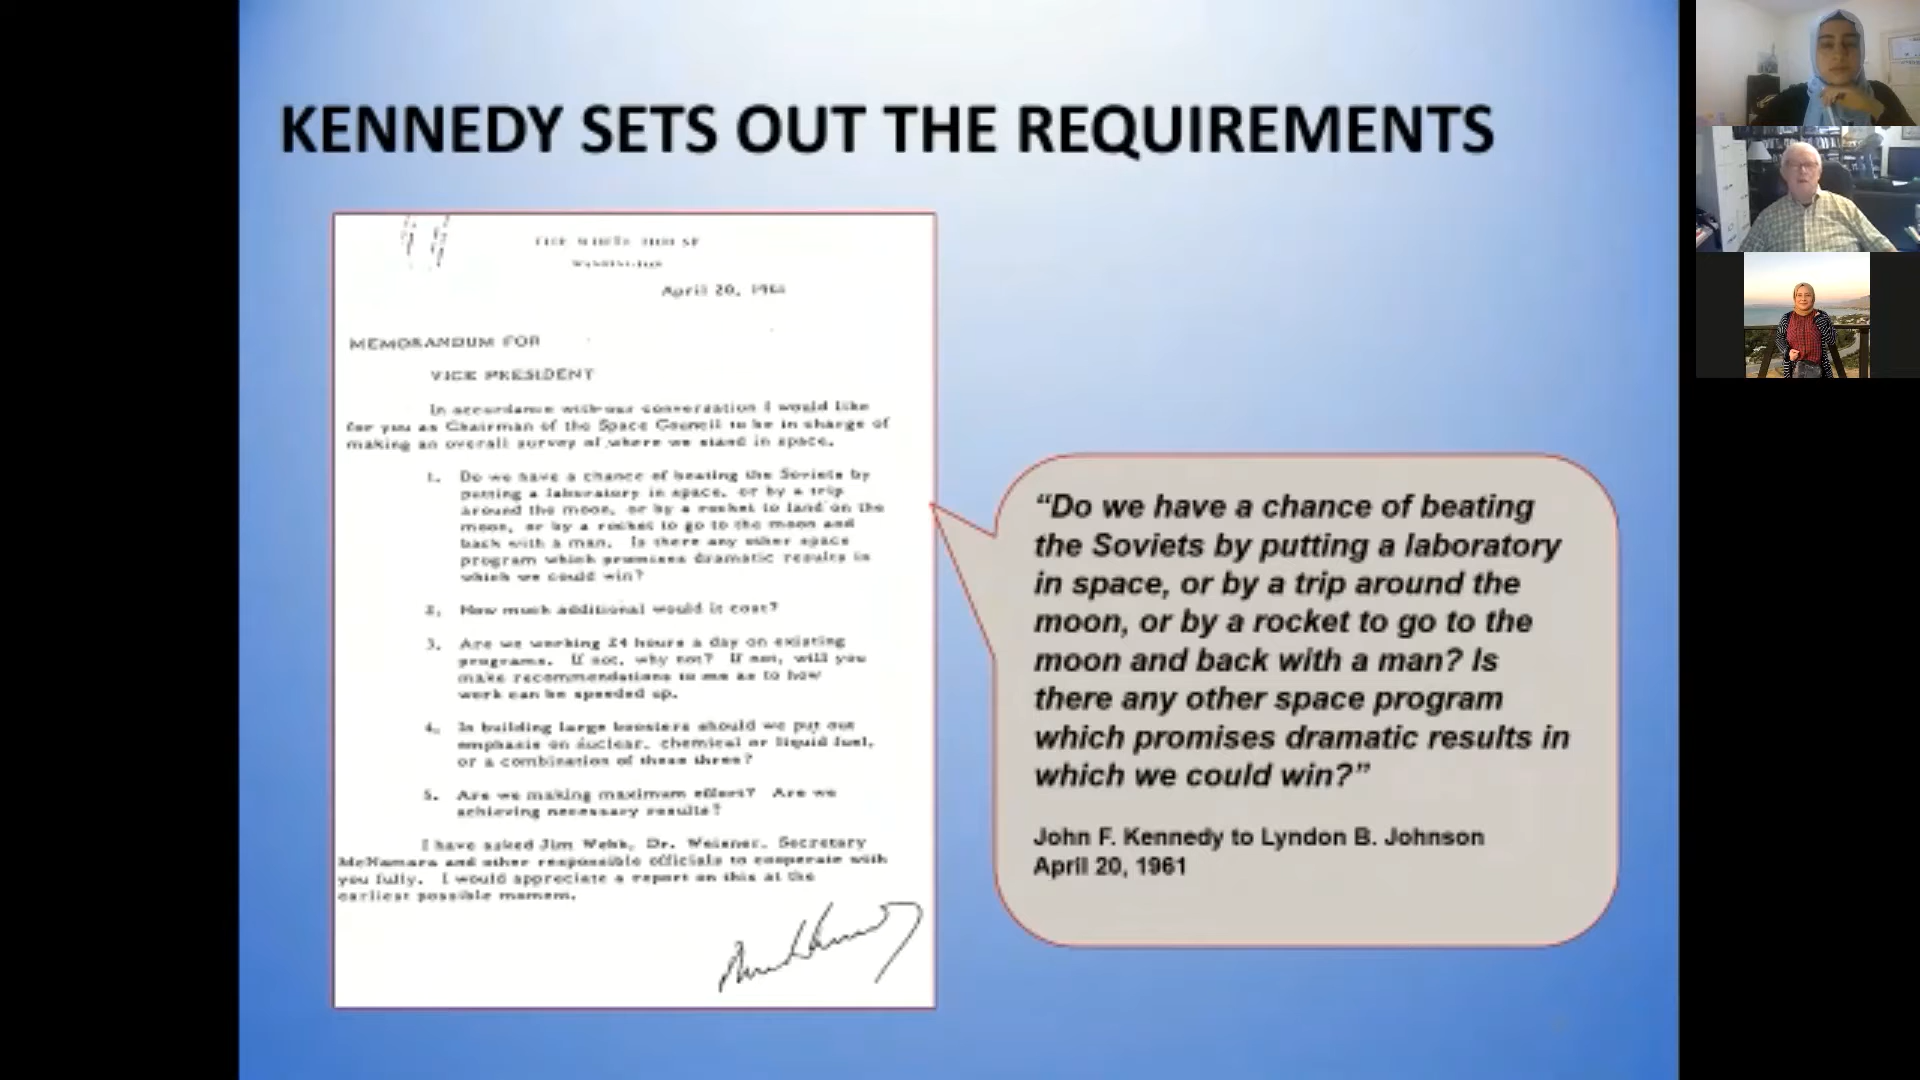 KENNEDY SETS OUT THE REQUIREMENTS
THE WHITE HOUSE
WASHINGTON
April 20, 1961
MEMORANDUM FOR
VICE PRESIDENT
In accordance with our conversation I would like
for you as Chairman of the Space Council to be in charge of
making an overall survey of where we stand in space.
1. Do we have a chance of beating the Soviets by
putting a laboratory in space, or by a trip
around the moon, or by a rocket to land on the
moon, or by a rocket to go to the moon and
back with a man. Is there any other space
program which promises dramatic results in
which we could win?
2. How much additional would it cost?
3. Are we working 24 hours a day on existing
programs. If not, why not? If not, will you
make recommendations to me as to how
work can be speeded up.
4. In building large boosters should we put out
emphasis on nuclear, chemical or liquid fuel,
or a combination of these three?
5. Are we making maximum effort? Are we
achieving necessary results?
I have asked Jim Webb, Dr. Weisner, Secretary
McNamara and other responsible officials to cooperate with
you fully. I would appreciate a report on this at the
earliest possible moment.
“Do we have a chance of beating
the Soviets by putting a laboratory
in space, or by a trip around the
moon, or by a rocket to go to the
moon and back with a man? Is
there any other space program
which promises dramatic results in
which we could win?”
John F. Kennedy to Lyndon B. Johnson
April 20, 1961